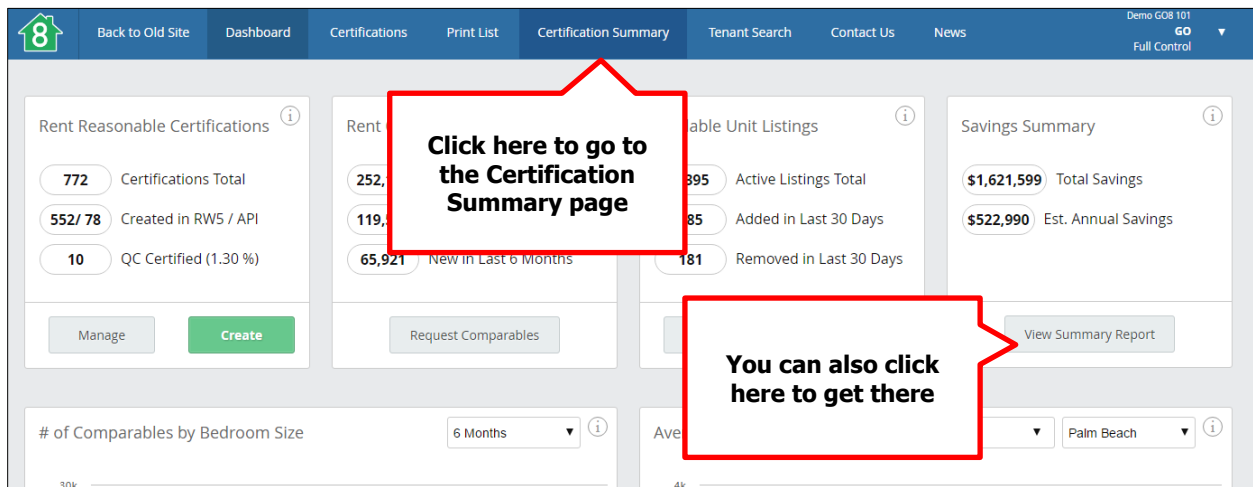 8
Back to Old Site
Dashboard
Certifications
Print List
Certification Summary
Tenant Search
Contact Us
News
Demo GO8 101
GO
Full Control
Rent Reasonable Certifications
772 Certifications Total
552/ 78 Created in RW5 / API
10 QC Certified (1.30 %)
Manage
Create
Rent
252,
119,
65,921 New in Last 6 Months
Request Comparables
Click here to go to
the Certification
Summary page
Unit Listings
395 Active Listings Total
85 Added in Last 30 Days
181 Removed in Last 30 Days
Savings Summary
$1,621,599 Total Savings
$522,990 Est. Annual Savings
View Summary Report
You can also click
here to get there
# of Comparables by Bedroom Size
6 Months
30k
Ave
Palm Beach
4k